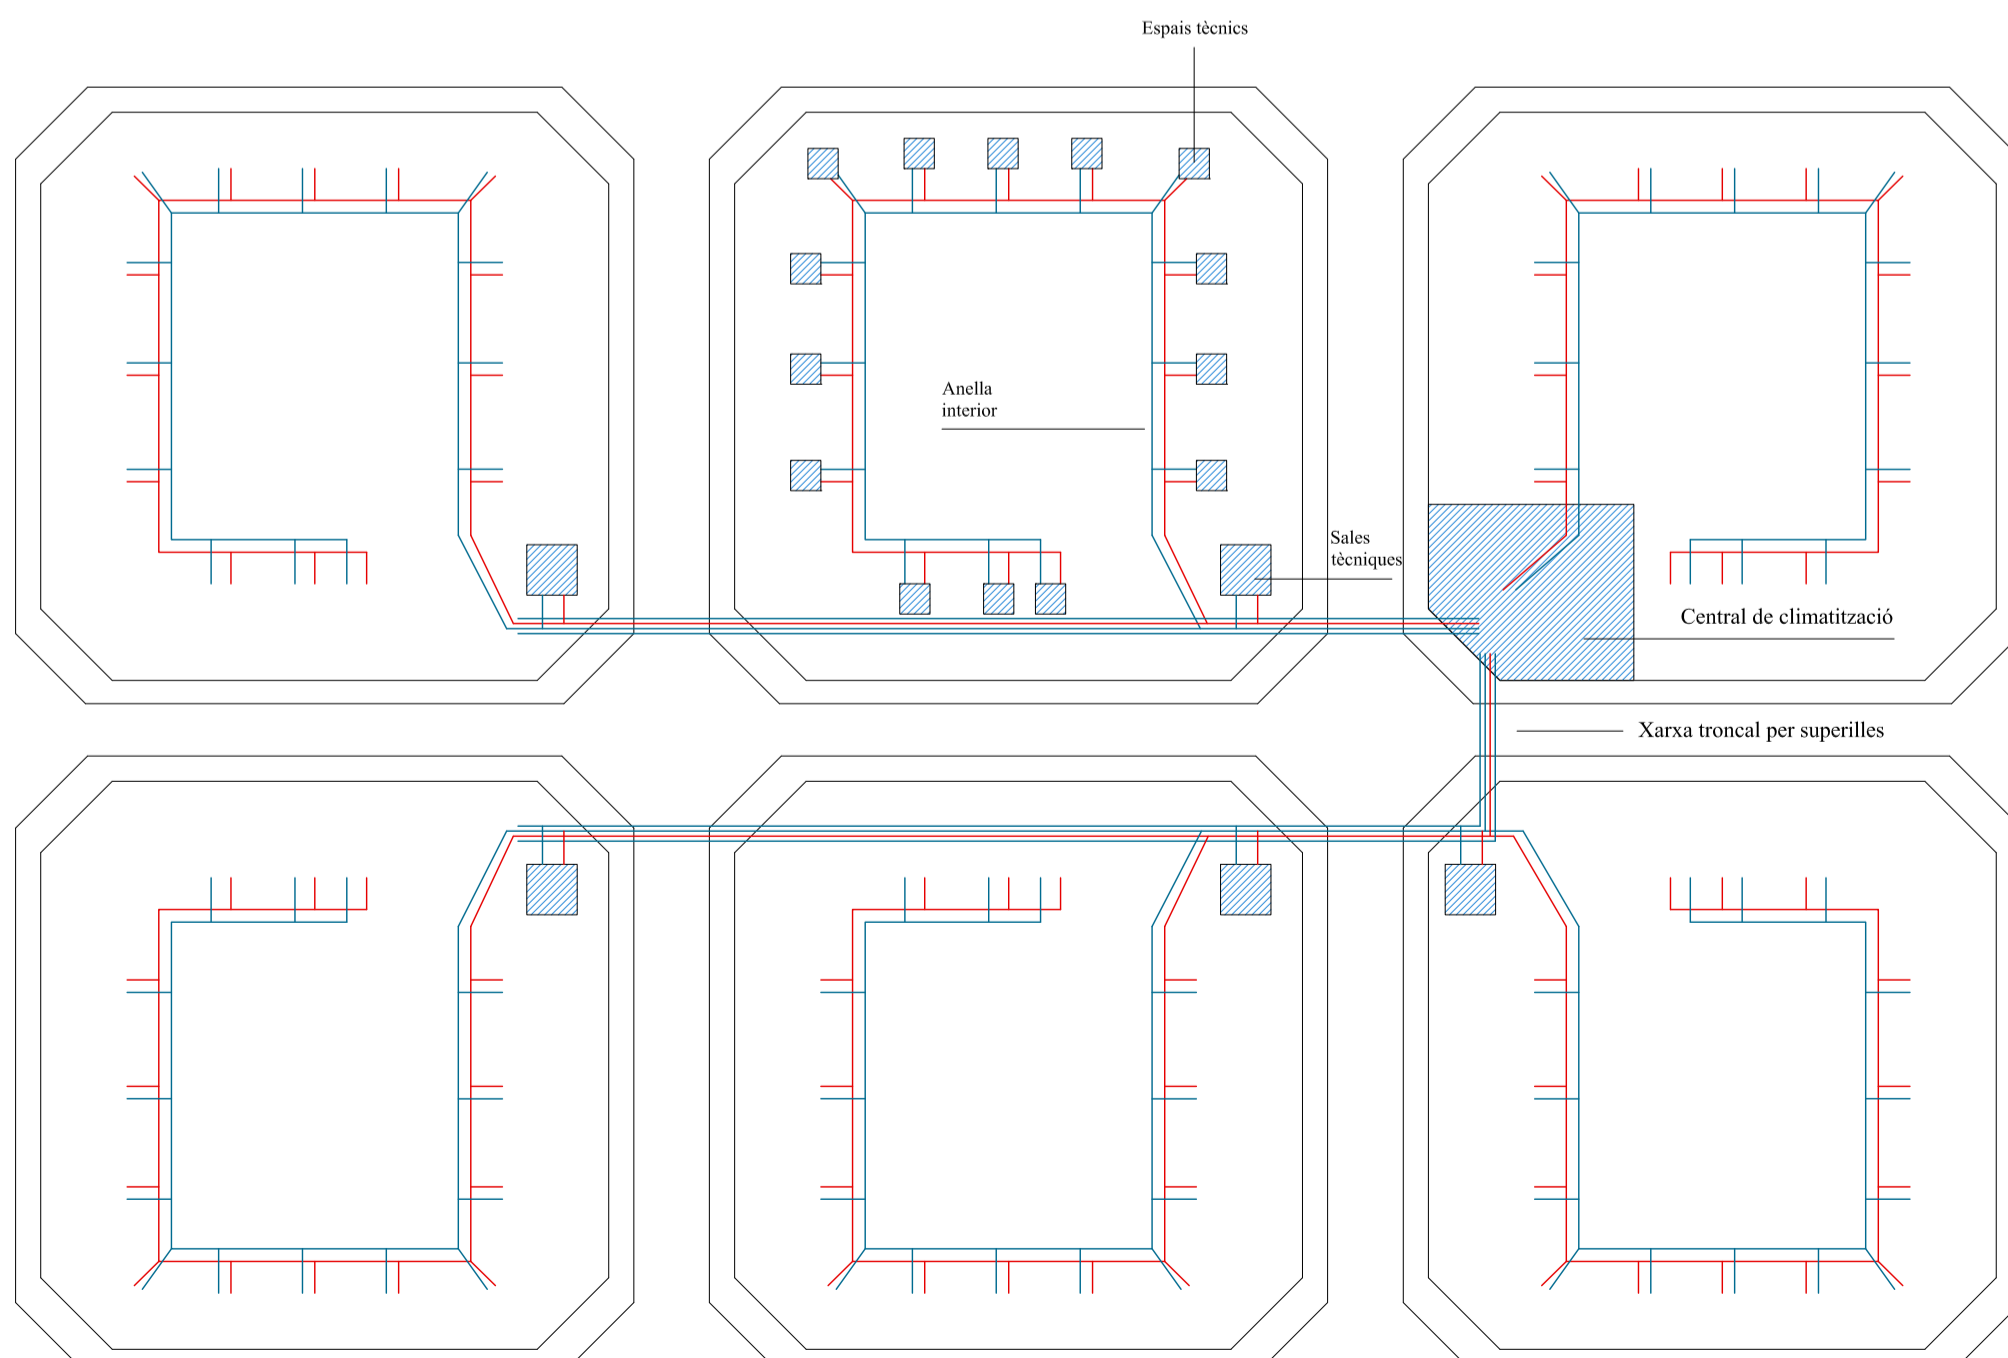 Espais tècnics
Anella
interior
Sales
tècniques
Central de climatització
Xarxa troncal per superilles